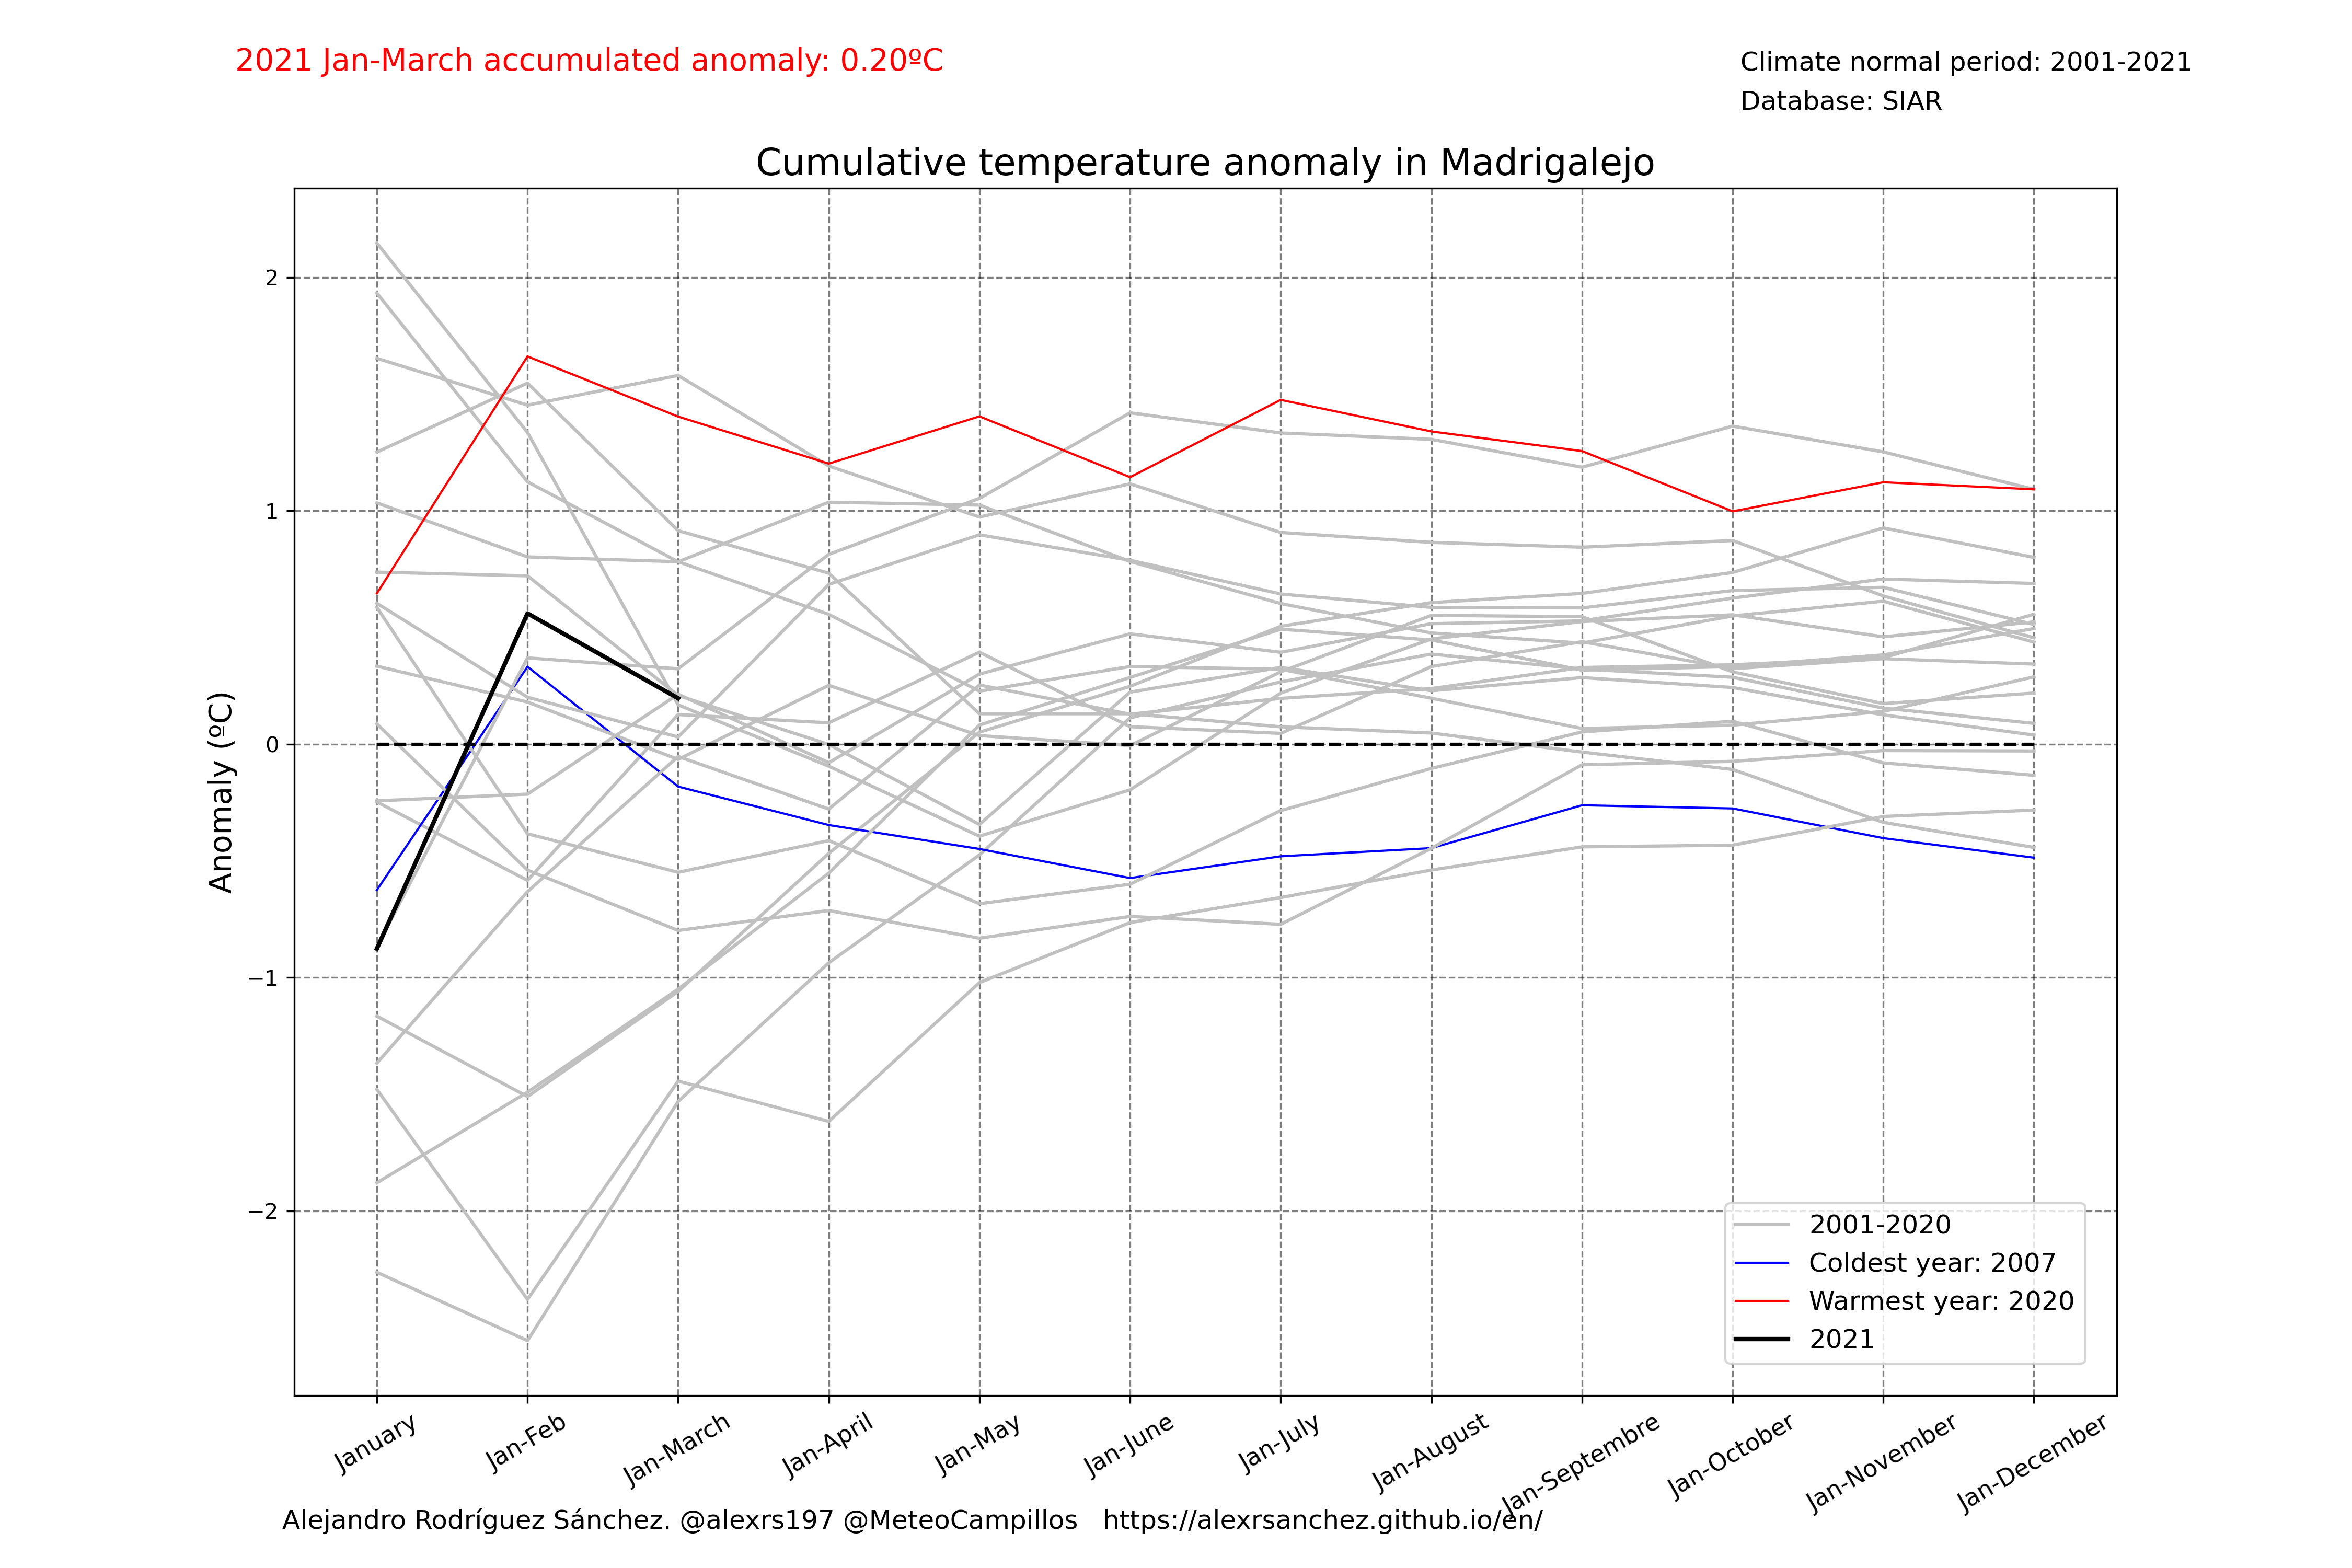 2021 Jan-March accumulated anomaly: 0.20ºC
Climate normal period: 2001-2021
Database: SIAR
Cumulative temperature anomaly in Madrigalejo
Anomaly (ºC)
2
1
0
−1
−2
2001-2020
Coldest year: 2007
Warmest year: 2020
2021
January
Jan-Feb
Jan-March
Jan-April
Jan-May
Jan-June
Jan-July
Jan-August
Jan-Septembre
Jan-October
Jan-November
Jan-December
Alejandro Rodríguez Sánchez. @alexrs197 @MeteoCampillos https://alexrsanchez.github.io/en/